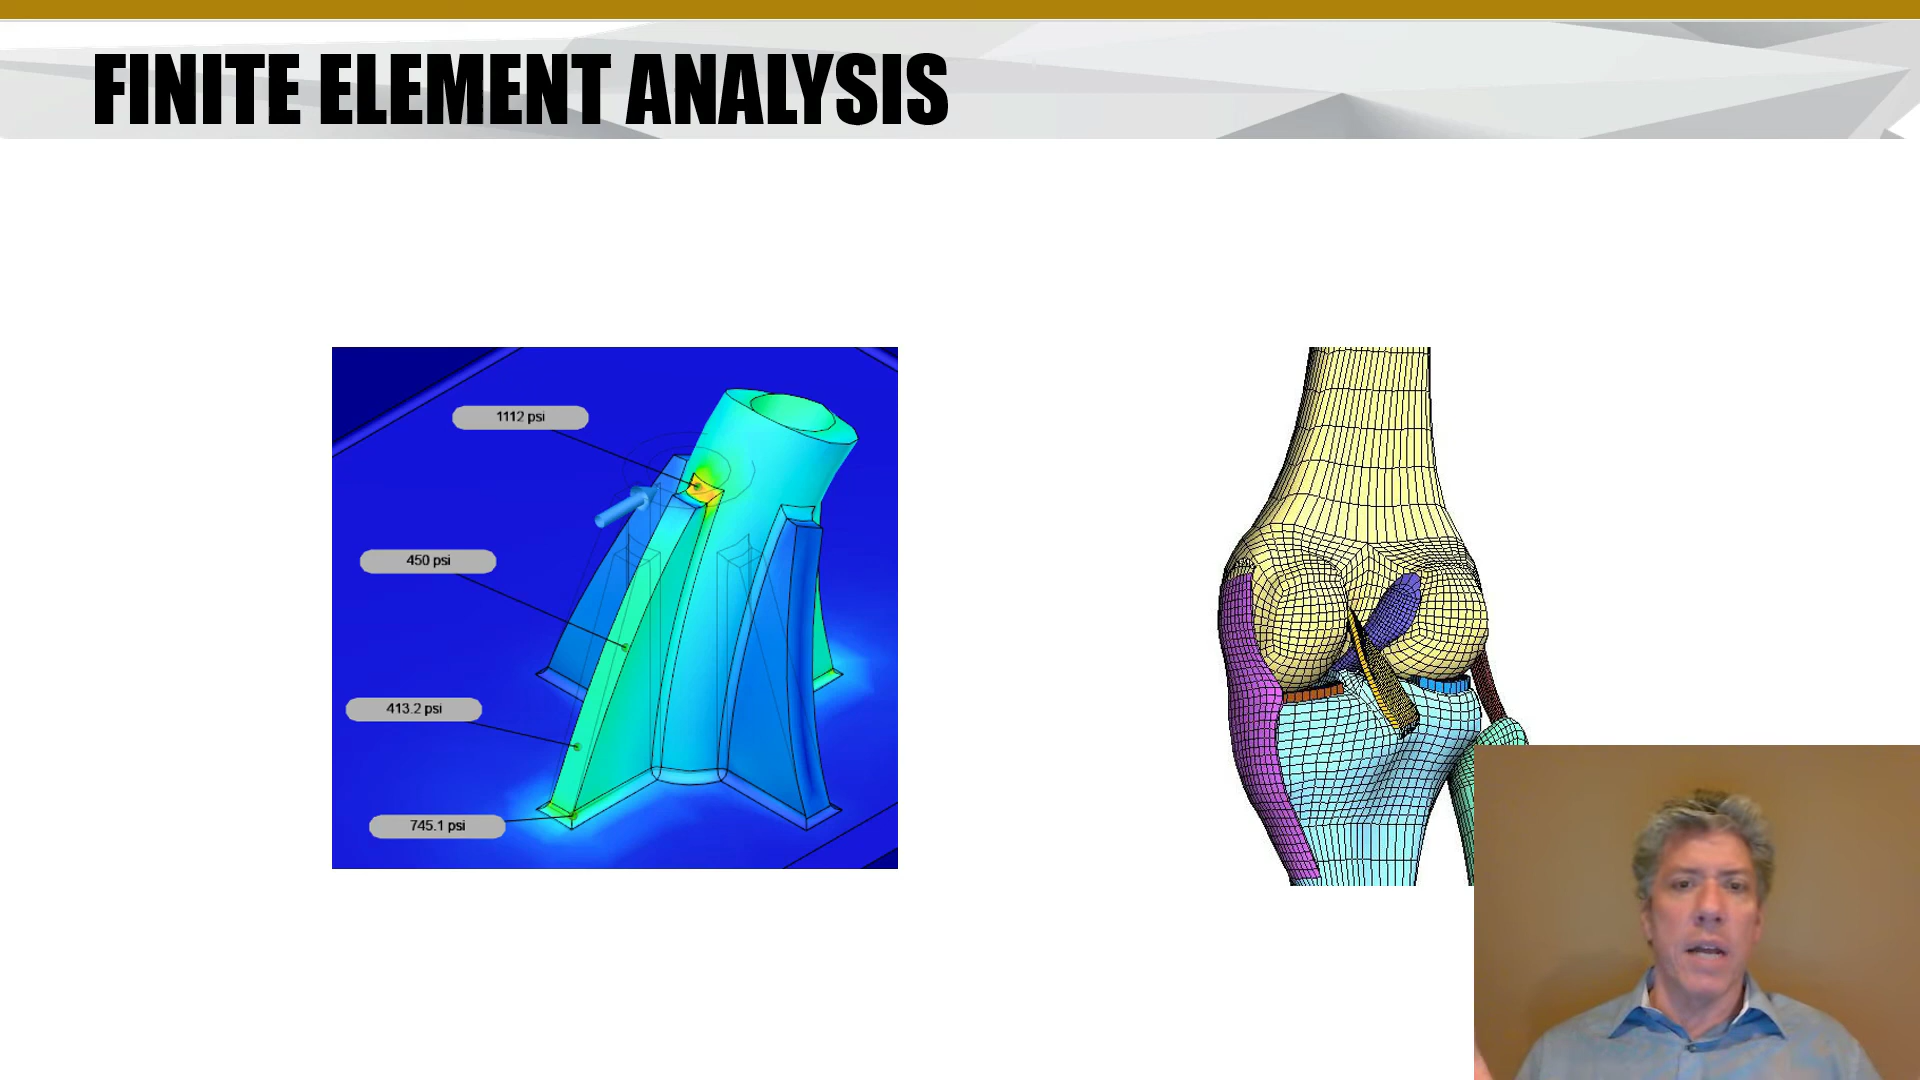 FINITE ELEMENT ANALYSIS
1112 psi
450 psi
413.2 psi
745.1 psi